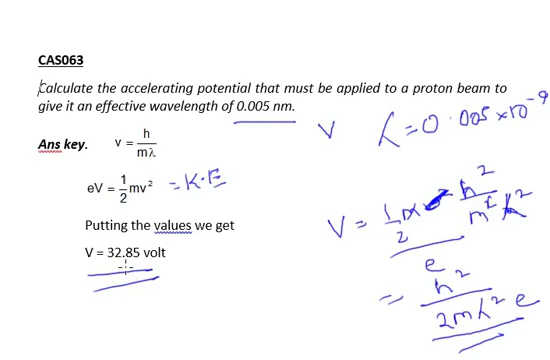 CAS063
Calculate the accelerating potential that must be applied to a proton beam to
give it an effective wavelength of 0.005 nm.
V λ=0.005×10⁻⁹
Ans key. v = h/mλ
eV = 1/2 mv² = K.E
V = 1/2 m h²/m²λ² / e
Putting the values we get
V = 32.85 volt
= h²/2mλ²e